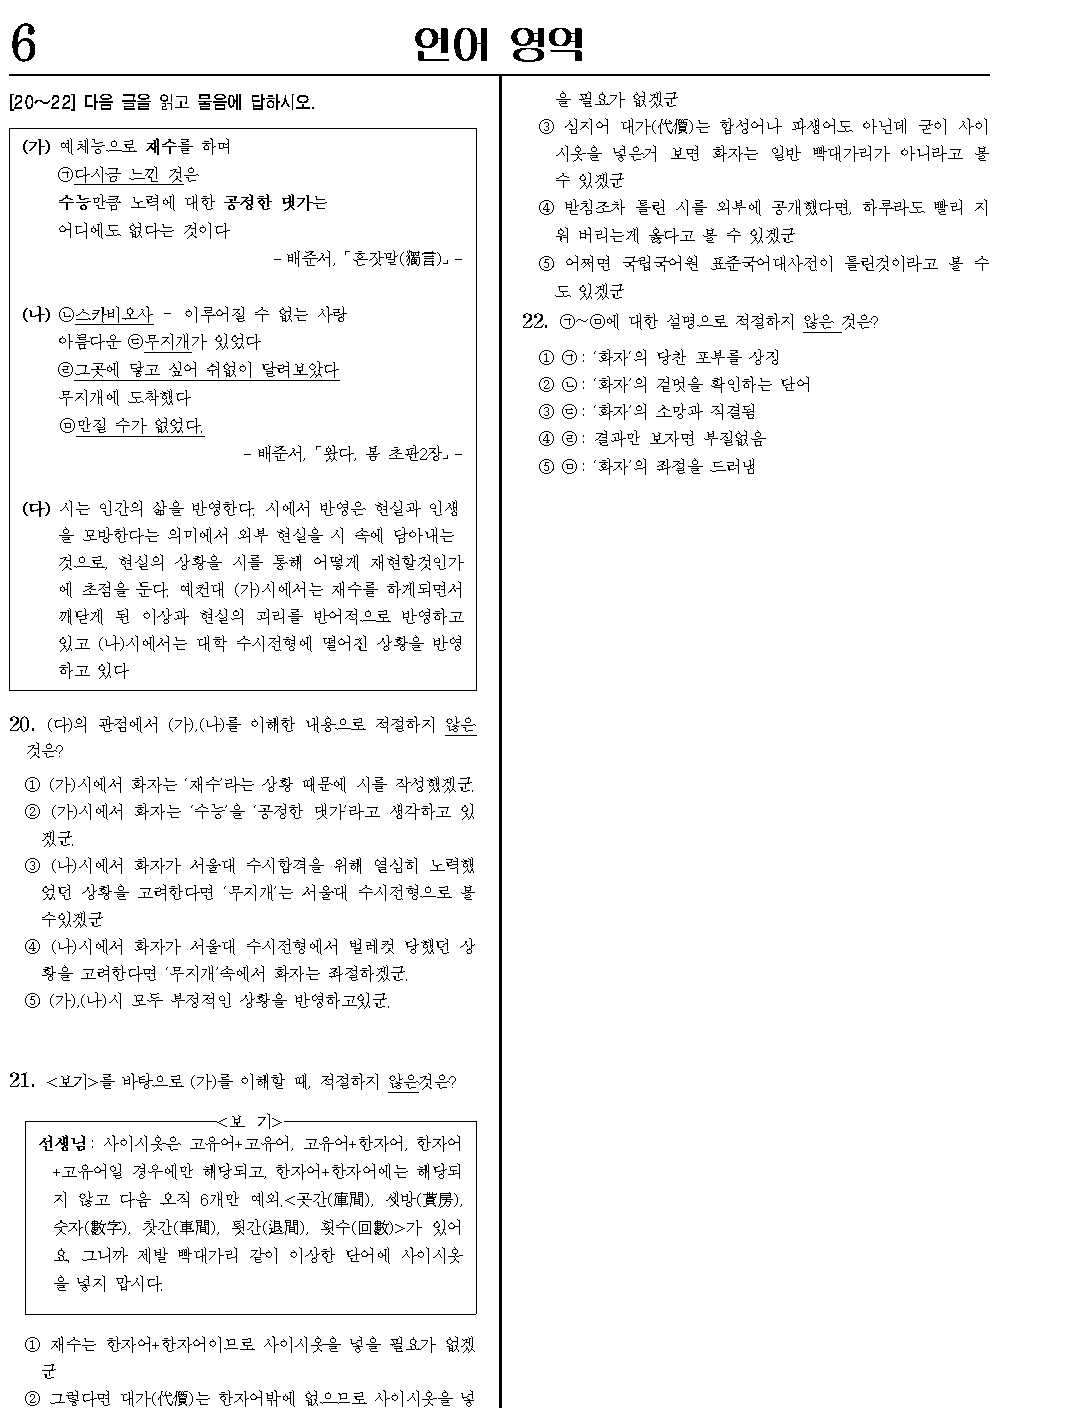 6
언어 영역
[20～22] 다음 글을 읽고 물음에 답하시오.
(가) 예체능으로 재수를 하며
㉠다시금 느낀 것은
수능만큼 노력에 대한 공정한 댓가는
어디에도 없다는 것이다
- 배준서, 「혼잣말(獨言)」 -
(나) ㉡스카비오사 - 이루어질 수 없는 사랑
아름다운 ㉢무지개가 있었다
㉣그곳에 닿고 싶어 쉬없이 달려보았다
무지개에 도착했다
㉤만질 수가 없었다.
- 배준서, 「왔다, 봄 초판2장」 -
(다) 시는 인간의 삶을 반영한다. 시에서 반영은 현실과 인생
을 모방한다는 의미에서 외부 현실을 시 속에 담아내는
것으로, 현실의 상황을 시를 통해 어떻게 재현할것인가
에 초점을 둔다. 예컨대 (가)시에서는 재수를 하게되면서
깨닫게 된 이상과 현실의 괴리를 반어적으로 반영하고
있고 (나)시에서는 대학 수시전형에 떨어진 상황을 반영
하고 있다
20. (다)의 관점에서 (가),(나)를 이해한 내용으로 적절하지 않은
것은?
① (가)시에서 화자는 '재수'라는 상황 때문에 시를 작성했겠군.
② (가)시에서 화자는 '수능'을 '공정한 댓가'라고 생각하고 있
겠군.
③ (나)시에서 화자가 서울대 수시합격을 위해 열심히 노력했
었던 상황을 고려한다면 '무지개'는 서울대 수시전형으로 볼
수있겠군
④ (나)시에서 화자가 서울대 수시전형에서 벌레컷 당했던 상
황을 고려한다면 '무지개'속에서 화자는 좌절하겠군.
⑤ (가),(나)시 모두 부정적인 상황을 반영하고있군.
21. <보기>를 바탕으로 (가)를 이해할 때, 적절하지 않은것은?
<보 기>
선생님 : 사이시옷은 고유어+고유어, 고유어+한자어, 한자어
+고유어일 경우에만 해당되고, 한자어+한자어에는 해당되
지 않고 다음 오직 6개만 예외.<곳간(庫間), 셋방(貰房),
숫자(數字), 찻간(車間), 툇간(退間), 횟수(回數)>가 있어
요. 그니까 제발 빡대가리 같이 이상한 단어에 사이시옷
을 넣지 맙시다.
① 재수는 한자어+한자어이므로 사이시옷을 넣을 필요가 없겠
군
② 그렇다면 대가(代價)는 한자어밖에 없으므로 사이시옷을 넣
을 필요가 없겠군
③ 심지어 대가(代價)는 합성어나 파생어도 아닌데 굳이 사이
시옷을 넣은거 보면 화자는 일반 빡대가리가 아니라고 볼
수 있겠군
④ 받침조차 틀린 시를 외부에 공개했다면, 하루라도 빨리 지
워 버리는게 옳다고 볼 수 있겠군
⑤ 어쩌면 국립국어원 표준국어대사전이 틀린것이라고 볼 수
도 있겠군
22. ㉠~㉤에 대한 설명으로 적절하지 않은 것은?
① ㉠ : '화자'의 당찬 포부를 상징
② ㉡ : '화자'의 겉멋을 확인하는 단어
③ ㉢ : '화자'의 소망과 직결됨
④ ㉣ : 결과만 보자면 부질없음
⑤ ㉤ : '화자'의 좌절을 드러냄